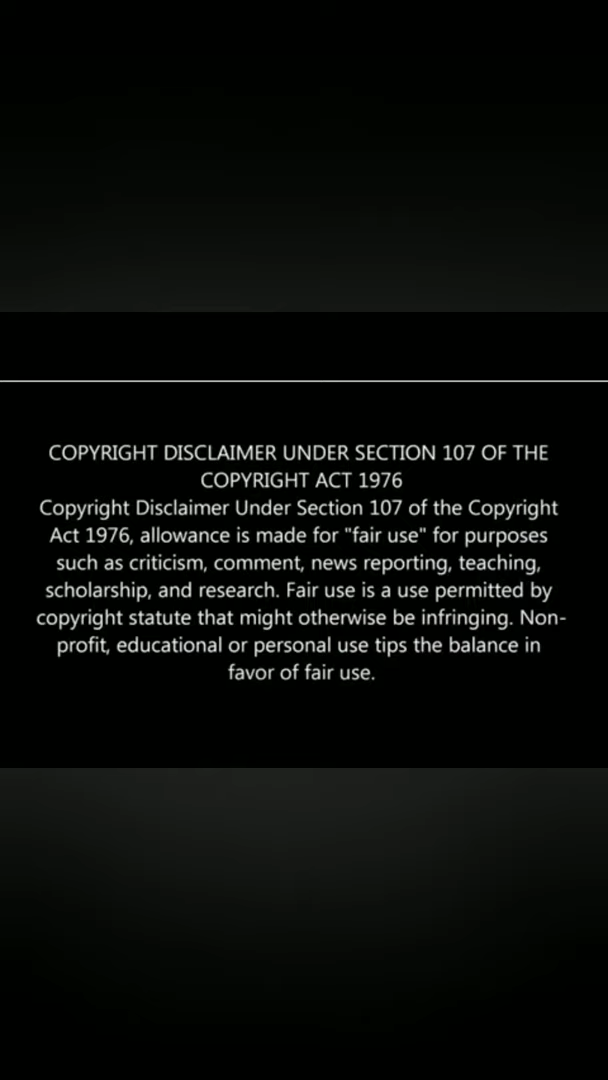 COPYRIGHT DISCLAIMER UNDER SECTION 107 OF THE
COPYRIGHT ACT 1976
Copyright Disclaimer Under Section 107 of the Copyright
Act 1976, allowance is made for "fair use" for purposes
such as criticism, comment, news reporting, teaching,
scholarship, and research. Fair use is a use permitted by
copyright statute that might otherwise be infringing. Non-
profit, educational or personal use tips the balance in
favor of fair use.